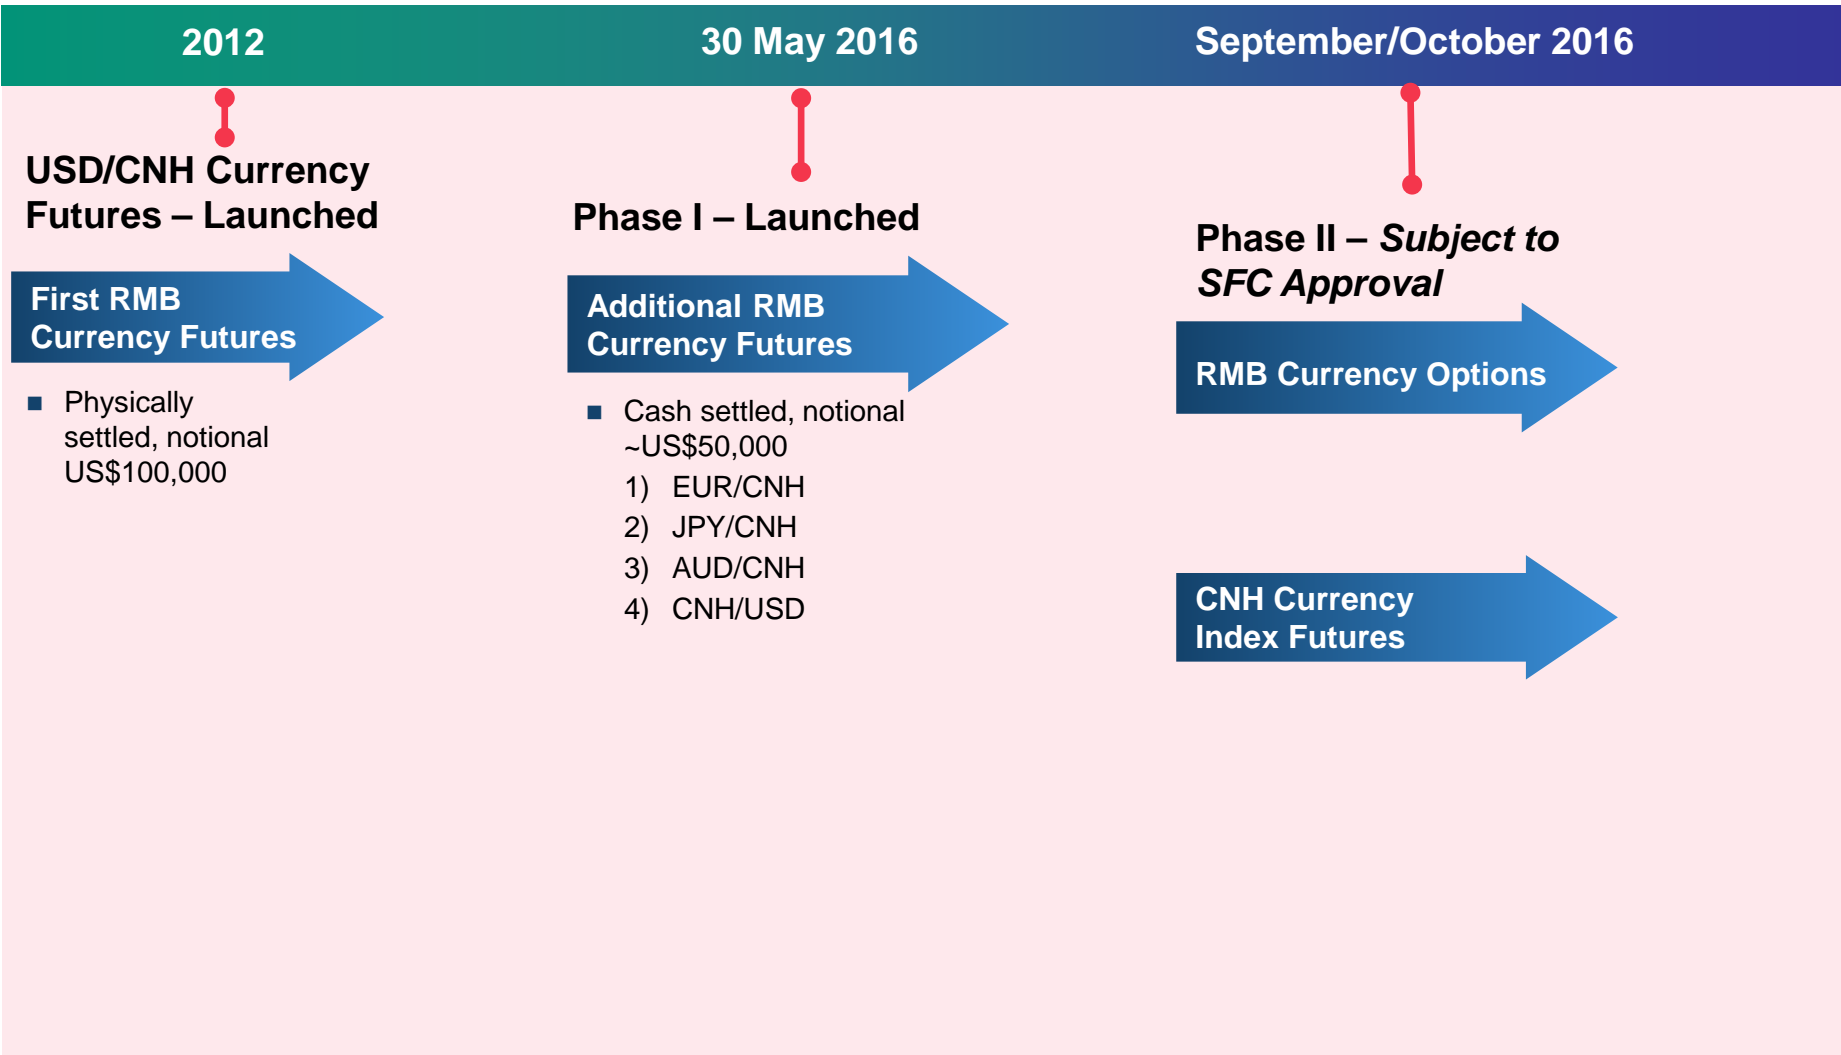 2012
30 May 2016
September/October 2016
USD/CNH Currency
Futures – Launched
First RMB
Currency Futures
Physically
settled, notional
US$100,000
Phase I – Launched
Additional RMB
Currency Futures
Cash settled, notional
~US$50,000
1) EUR/CNH
2) JPY/CNH
3) AUD/CNH
4) CNH/USD
Phase II – Subject to
SFC Approval
RMB Currency Options
CNH Currency
Index Futures